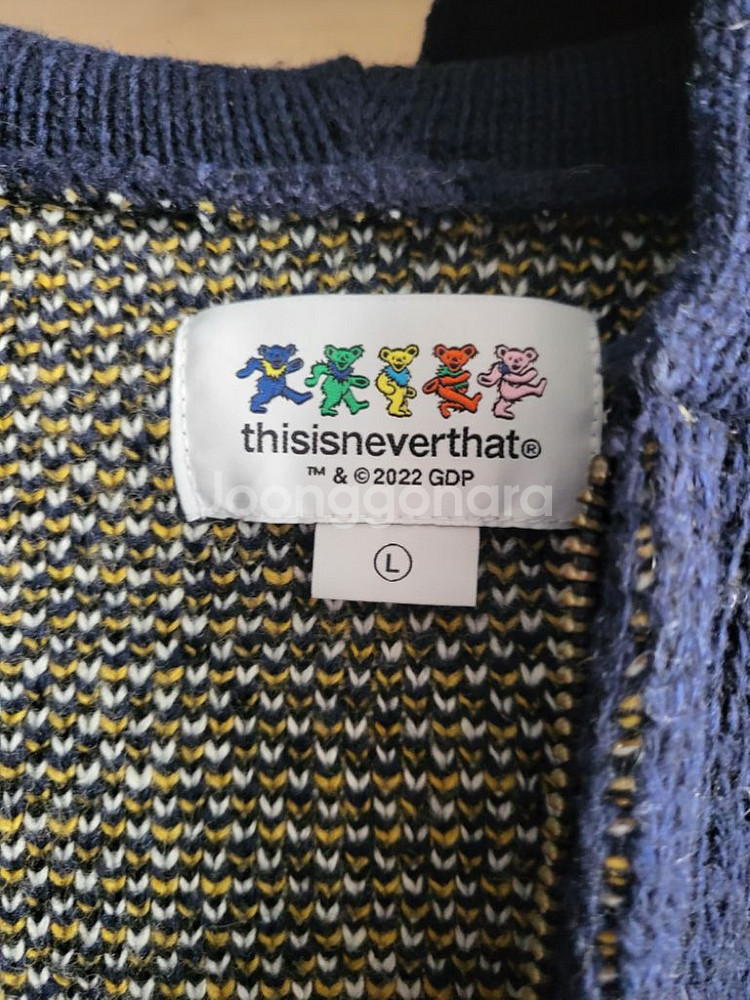 thisisneverthat®
™ & © 2022 GDP
Joonggonara
L